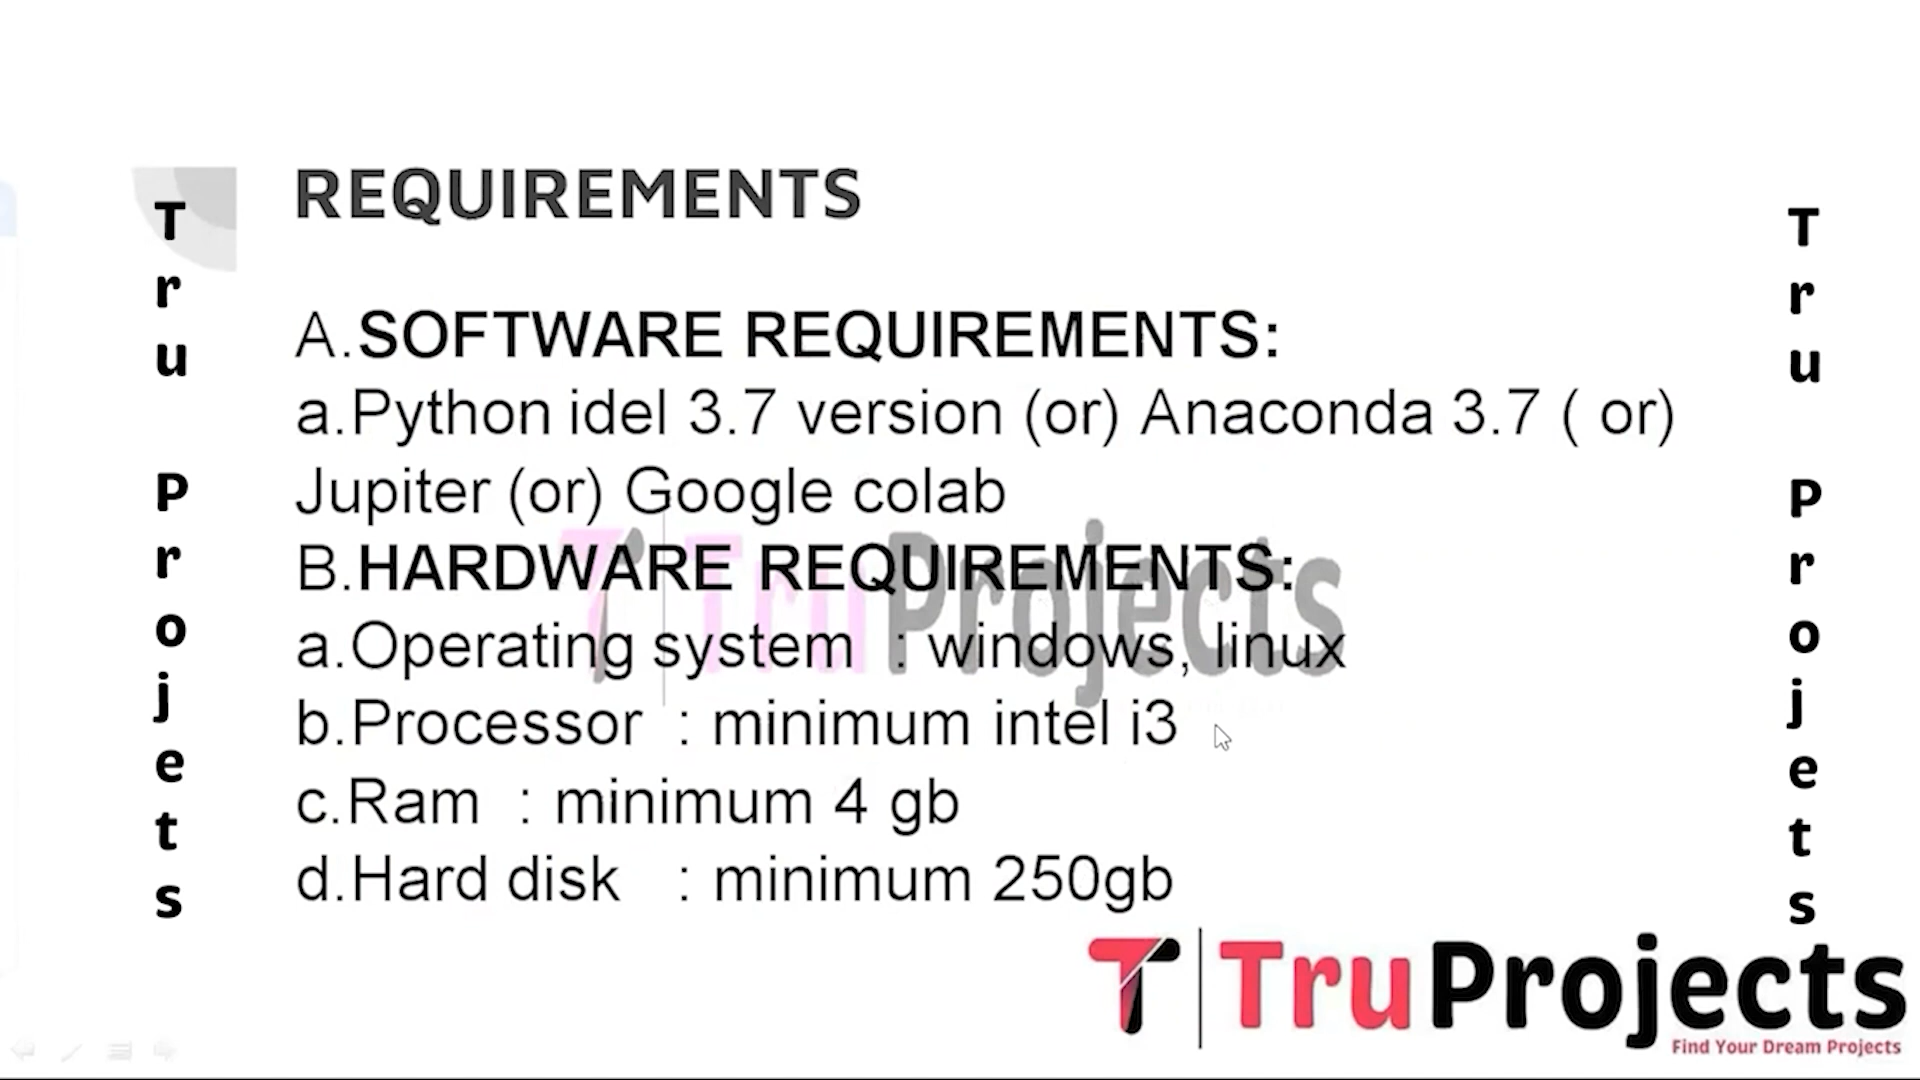 REQUIREMENTS
A.SOFTWARE REQUIREMENTS:
a.Python idel 3.7 version (or) Anaconda 3.7 ( or)
Jupiter (or) Google colab
B.HARDWARE REQUIREMENTS:
a.Operating system : windows, linux
b.Processor : minimum intel i3
c.Ram : minimum 4 gb
d.Hard disk : minimum 250gb
Tru Projets
Tru Projets
TruProjects
TruProjects
Find Your Dream Projects